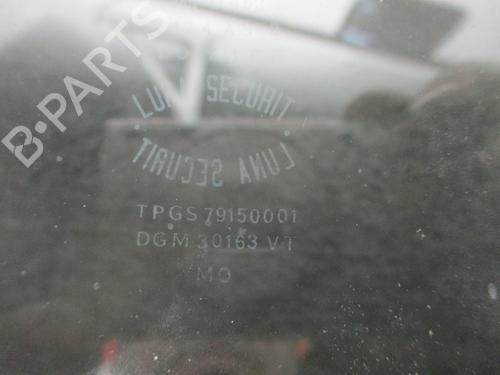 B-PARTS
LUNA SECURIT
LUNA SECURIT
TPGS 79150001
DGM 30163 VT
MO